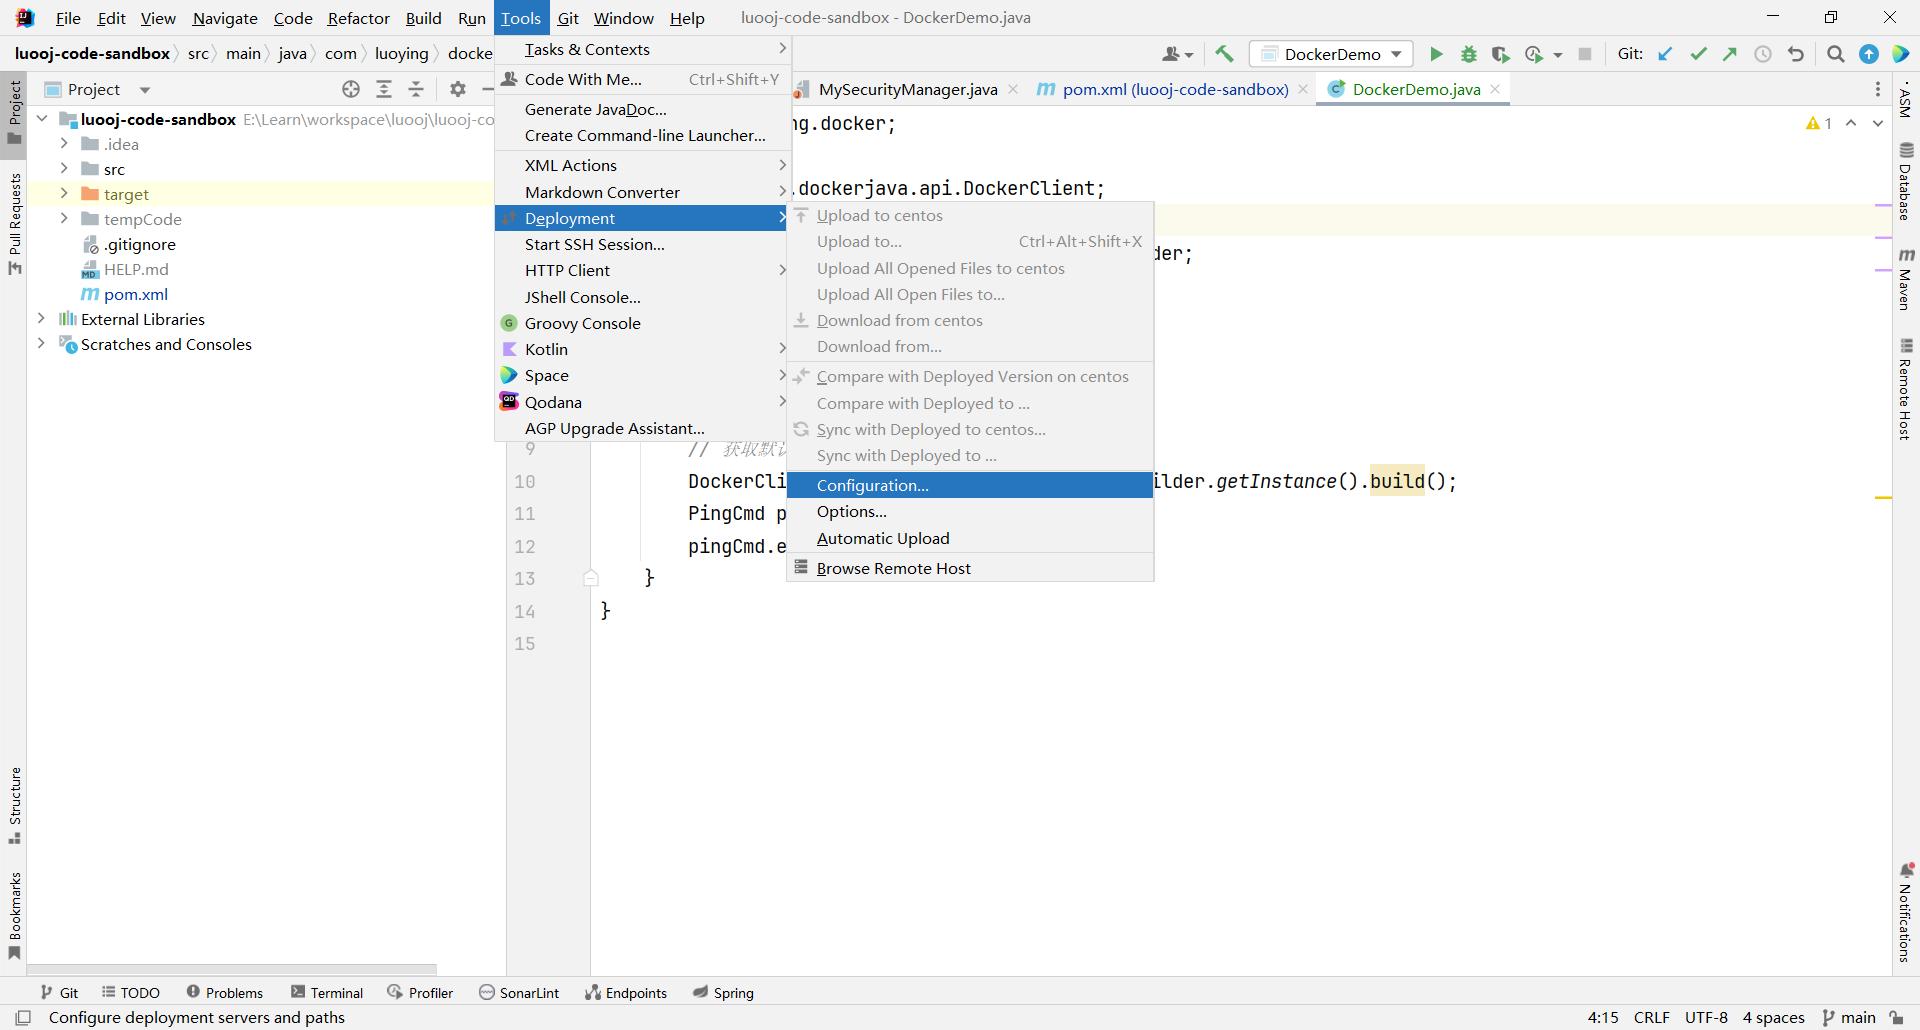 File Edit View Navigate Code Refactor Build Run Tools Git Window Help luooj-code-sandbox - DockerDemo.java
luooj-code-sandbox src main java com luoying docke
DockerDemo Git:
Project
MySecurityManager.java pom.xml (luooj-code-sandbox) DockerDemo.java
luooj-code-sandbox E:\Learn\workspace\luooj\luooj-co
.idea
src
target
tempCode
.gitignore
HELP.md
pom.xml
External Libraries
Scratches and Consoles
Tasks & Contexts
Code With Me... Ctrl+Shift+Y
Generate JavaDoc...
Create Command-line Launcher...
XML Actions
Markdown Converter
Deployment
Start SSH Session...
HTTP Client
JShell Console...
Groovy Console
Kotlin
Space
Qodana
AGP Upgrade Assistant...
Upload to centos
Upload to... Ctrl+Alt+Shift+X
Upload All Opened Files to centos
Upload All Open Files to...
Download from centos
Download from...
Compare with Deployed Version on centos
Compare with Deployed to ...
Sync with Deployed to centos...
Sync with Deployed to ...
Configuration...
Options...
Automatic Upload
Browse Remote Host
ng.docker;
1
.dockerjava.api.DockerClient;
der;
9 // 获取默
10 DockerCli ilder.getInstance().build();
11 PingCmd p
12 pingCmd.e
13 }
14 }
15
Project
Pull Requests
Structure
Bookmarks
ASM
Database
Maven
Remote Host
Notifications
Git TODO Problems Terminal Profiler SonarLint Endpoints Spring
Configure deployment servers and paths 4:15 CRLF UTF-8 4 spaces main